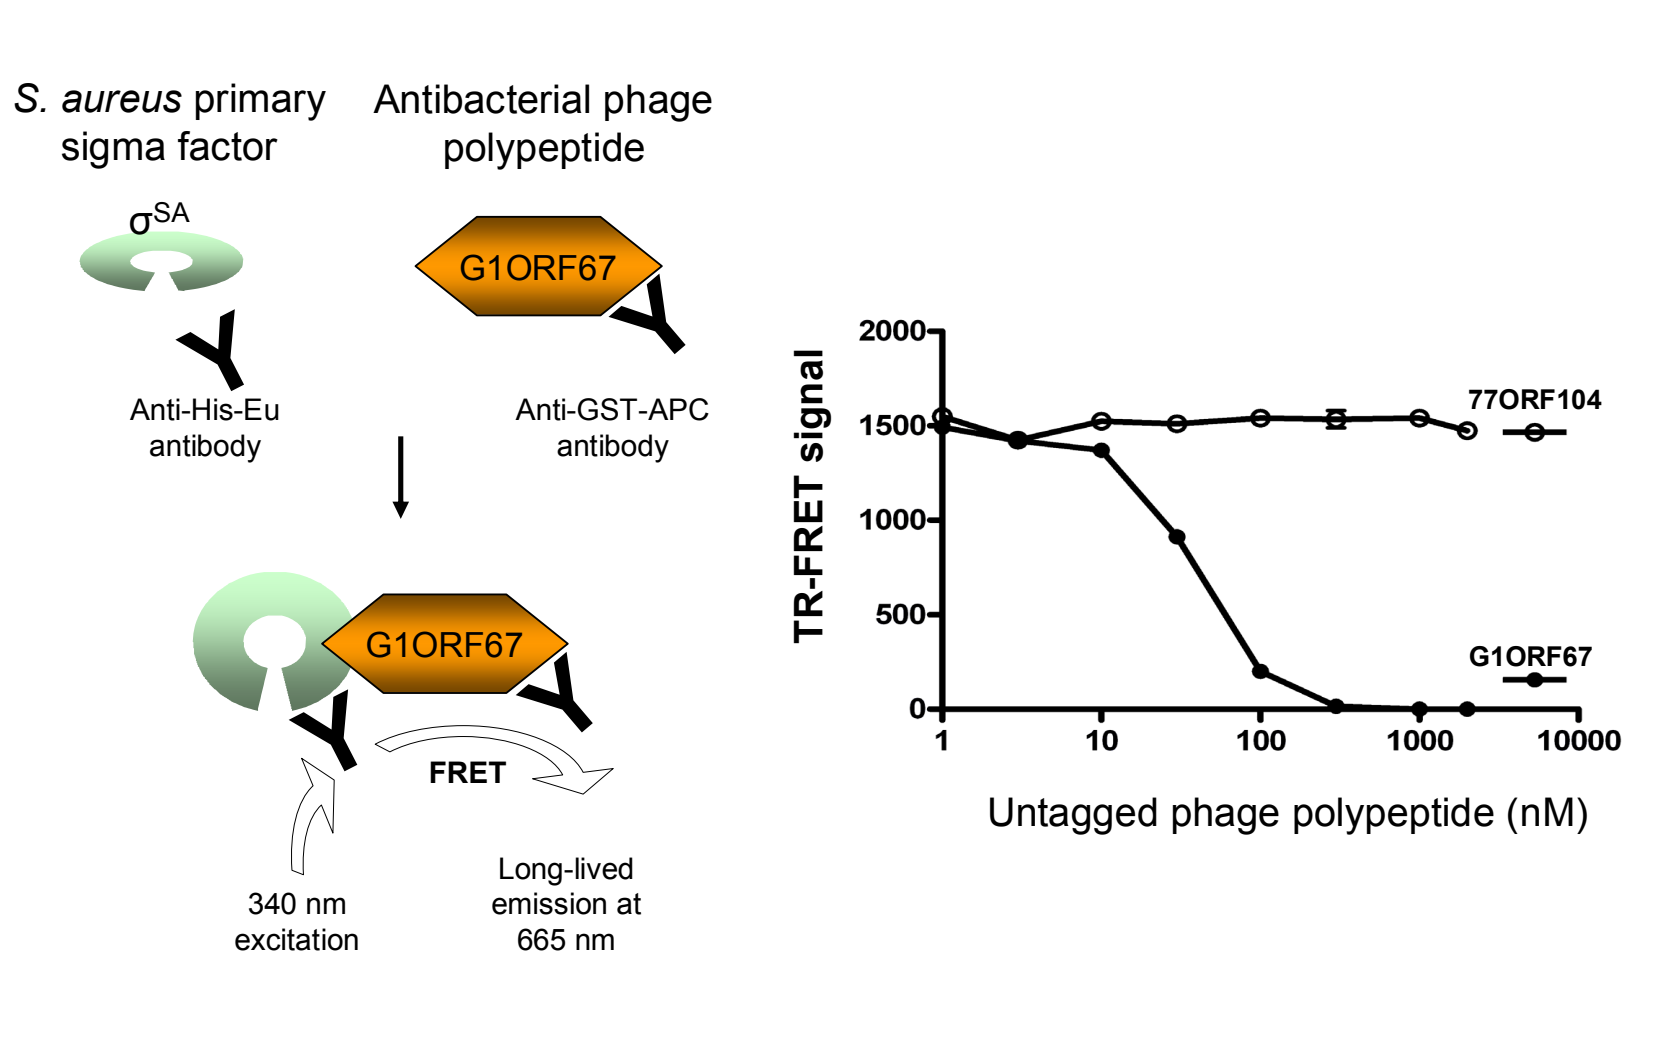 S. aureus primary
sigma factor
Antibacterial phage
polypeptide
σSA
G1ORF67
Anti-His-Eu
antibody
Anti-GST-APC
antibody
G1ORF67
FRET
340 nm
excitation
Long-lived
emission at
665 nm
TR-FRET signal
2000
1500
1000
500
0
1
10
100
1000
10000
77ORF104
G1ORF67
Untagged phage polypeptide (nM)